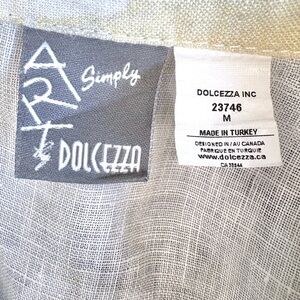 Simply
ART
& DOLCEZZA
DOLCEZZA INC
23746
M
MADE IN TURKEY
DESIGNED IN / AU CANADA
FABRIQUE EN TURQUIE
www.dolcezza.ca